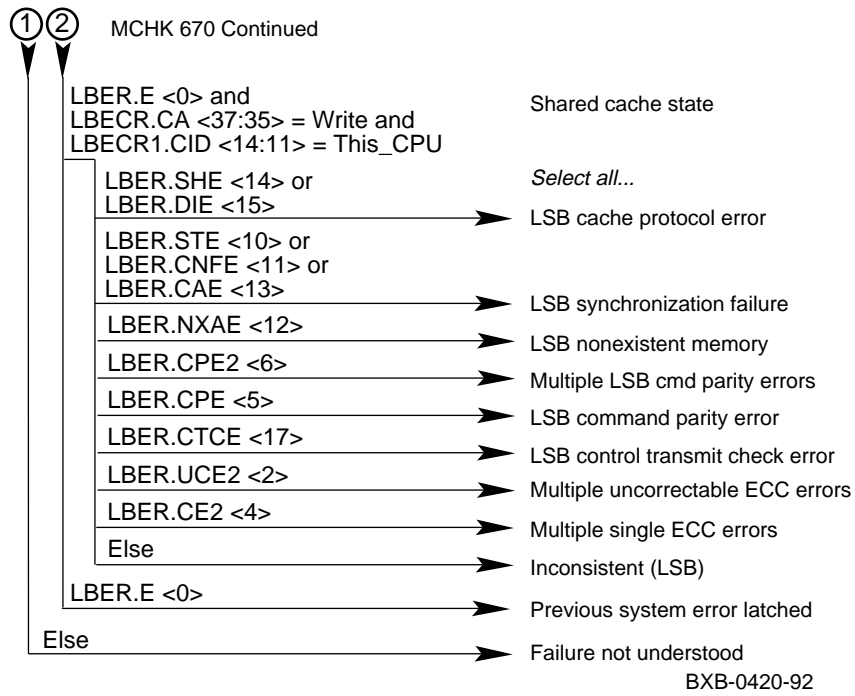 1 2 MCHK 670 Continued
LBER.E <0> and
LBECR.CA <37:35> = Write and
LBECR1.CID <14:11> = This_CPU
Shared cache state
LBER.SHE <14> or
LBER.DIE <15>
Select all...
LSB cache protocol error
LBER.STE <10> or
LBER.CNFE <11> or
LBER.CAE <13>
LSB synchronization failure
LBER.NXAE <12>
LSB nonexistent memory
LBER.CPE2 <6>
Multiple LSB cmd parity errors
LBER.CPE <5>
LSB command parity error
LBER.CTCE <17>
LSB control transmit check error
LBER.UCE2 <2>
Multiple uncorrectable ECC errors
LBER.CE2 <4>
Multiple single ECC errors
Else
Inconsistent (LSB)
LBER.E <0>
Previous system error latched
Else
Failure not understood
BXB-0420-92